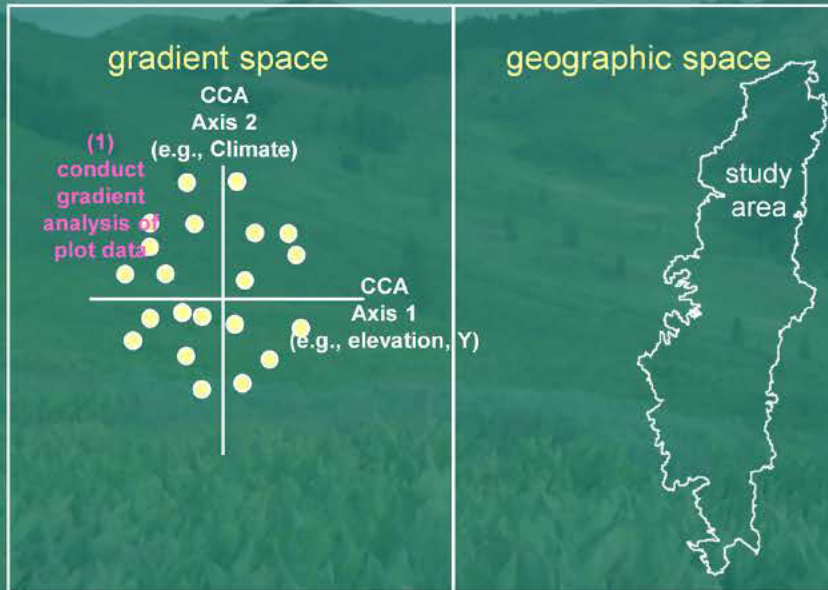 gradient space
CCA
Axis 2
(e.g., Climate)
(1)
conduct
gradient
analysis of
plot data
CCA
Axis 1
(e.g., elevation, Y)
geographic space
study
area